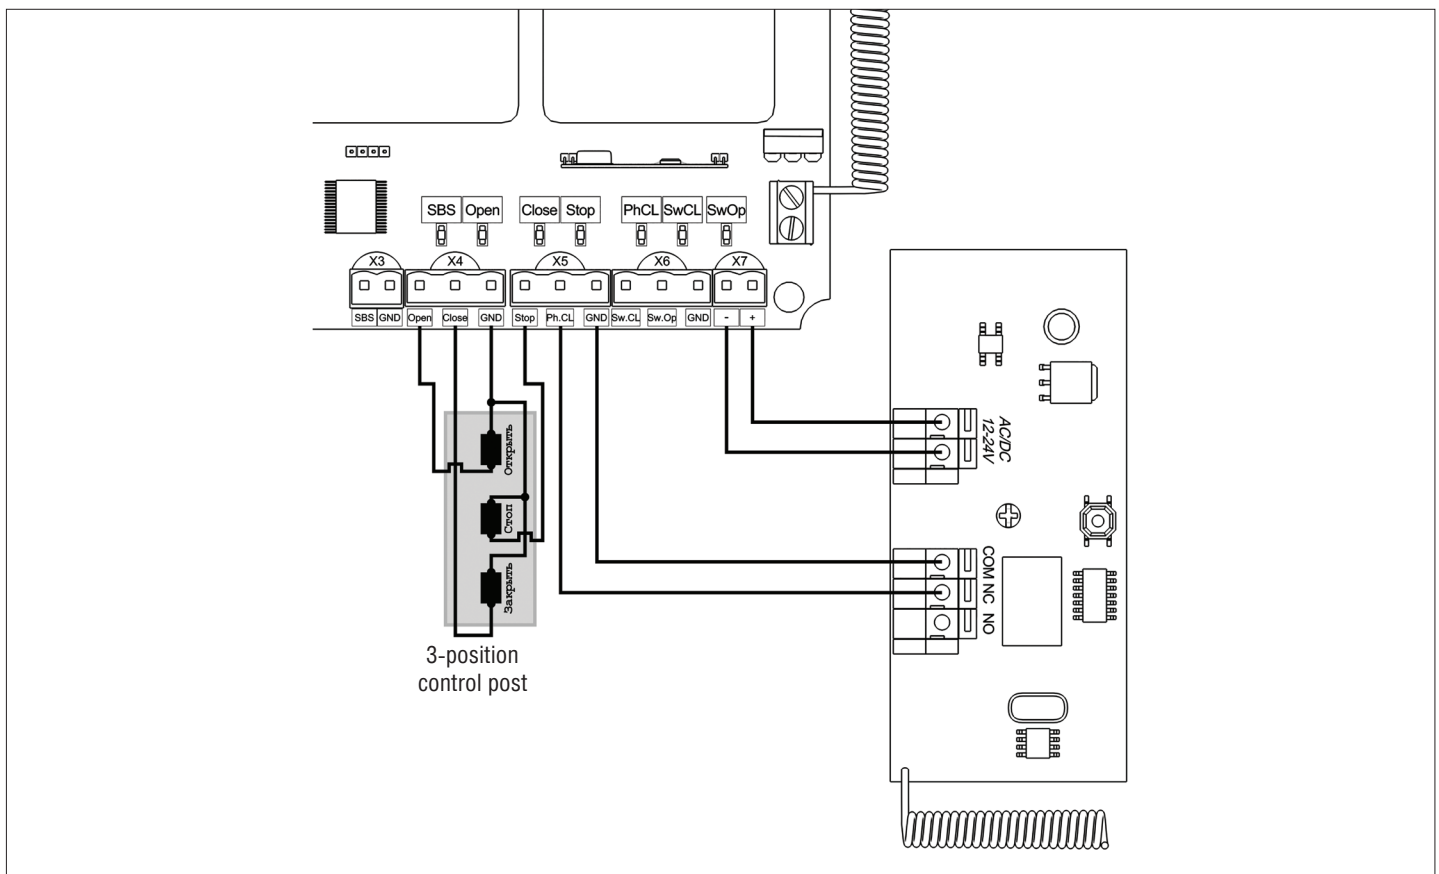 SBS Open Close Stop PhCL SwCL SwOp
X3 X4 X5 X6 X7
SBS GND Open Close GND Stop Ph.CL GND Sw.CL Sw.Op GND - +
AC/DC
12-24V
Открыть
Стоп
Закрыть
COM NC NO
3-position
control post